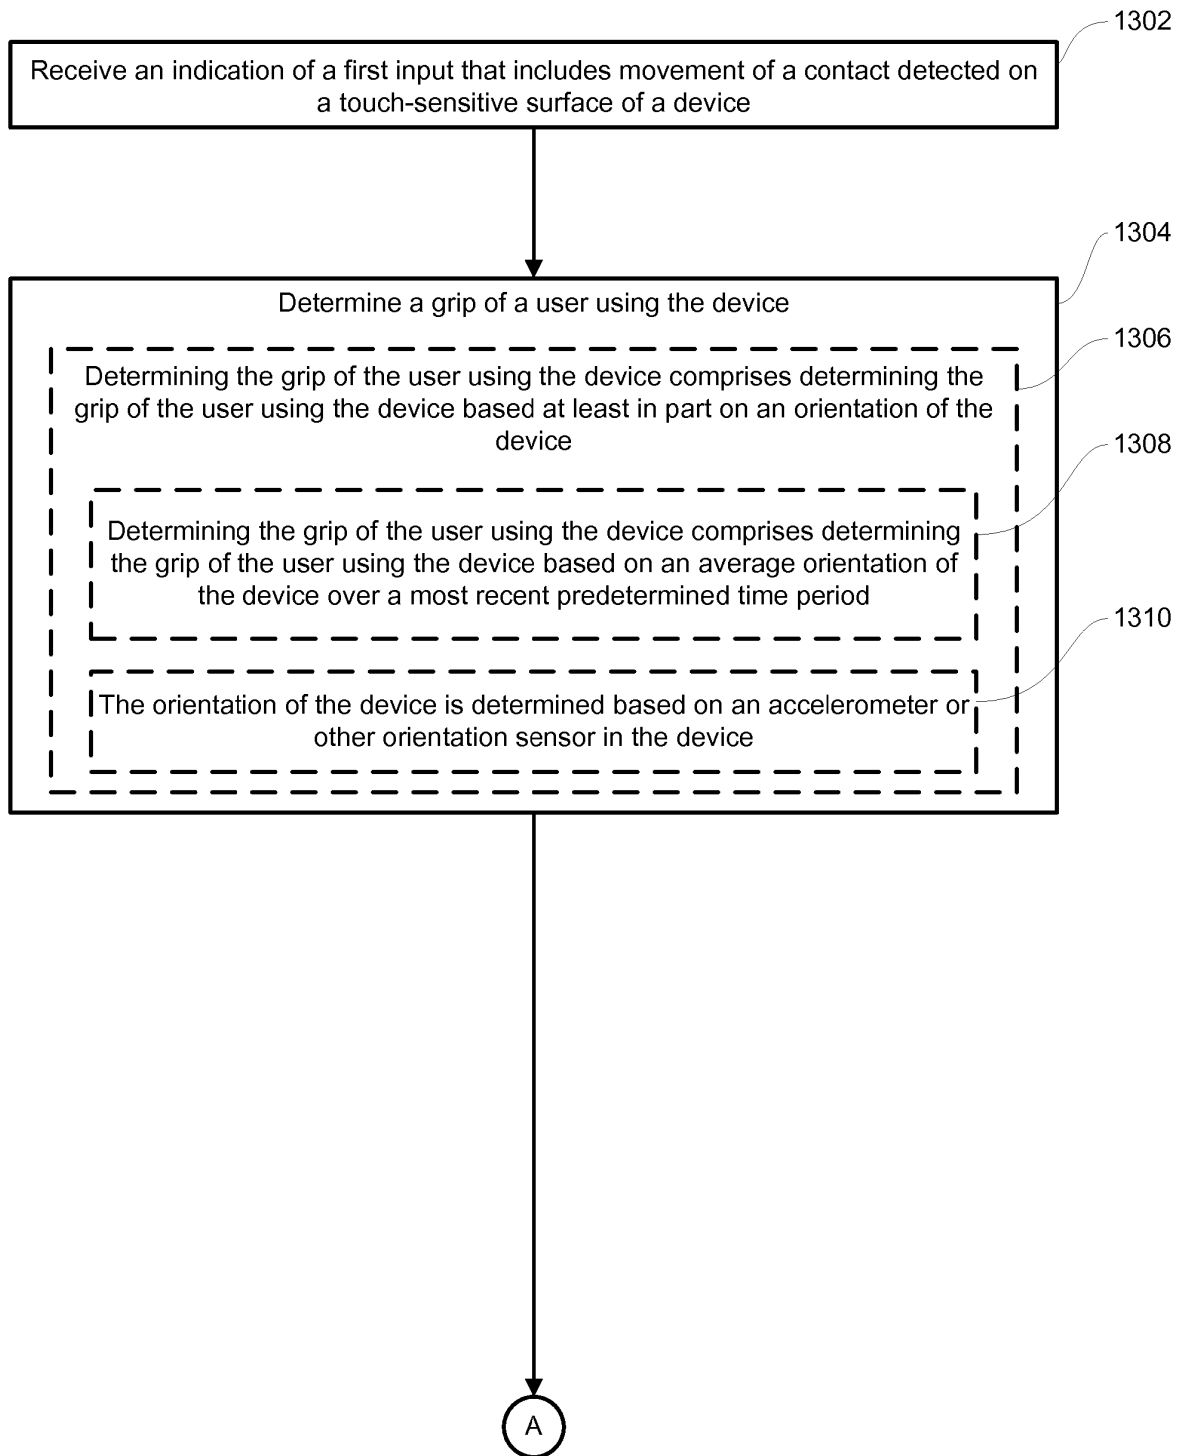 1302
Receive an indication of a first input that includes movement of a contact detected on
a touch-sensitive surface of a device
1304
Determine a grip of a user using the device
1306
Determining the grip of the user using the device comprises determining the
grip of the user using the device based at least in part on an orientation of the
device
1308
Determining the grip of the user using the device comprises determining
the grip of the user using the device based on an average orientation of
the device over a most recent predetermined time period
1310
The orientation of the device is determined based on an accelerometer or
other orientation sensor in the device
A